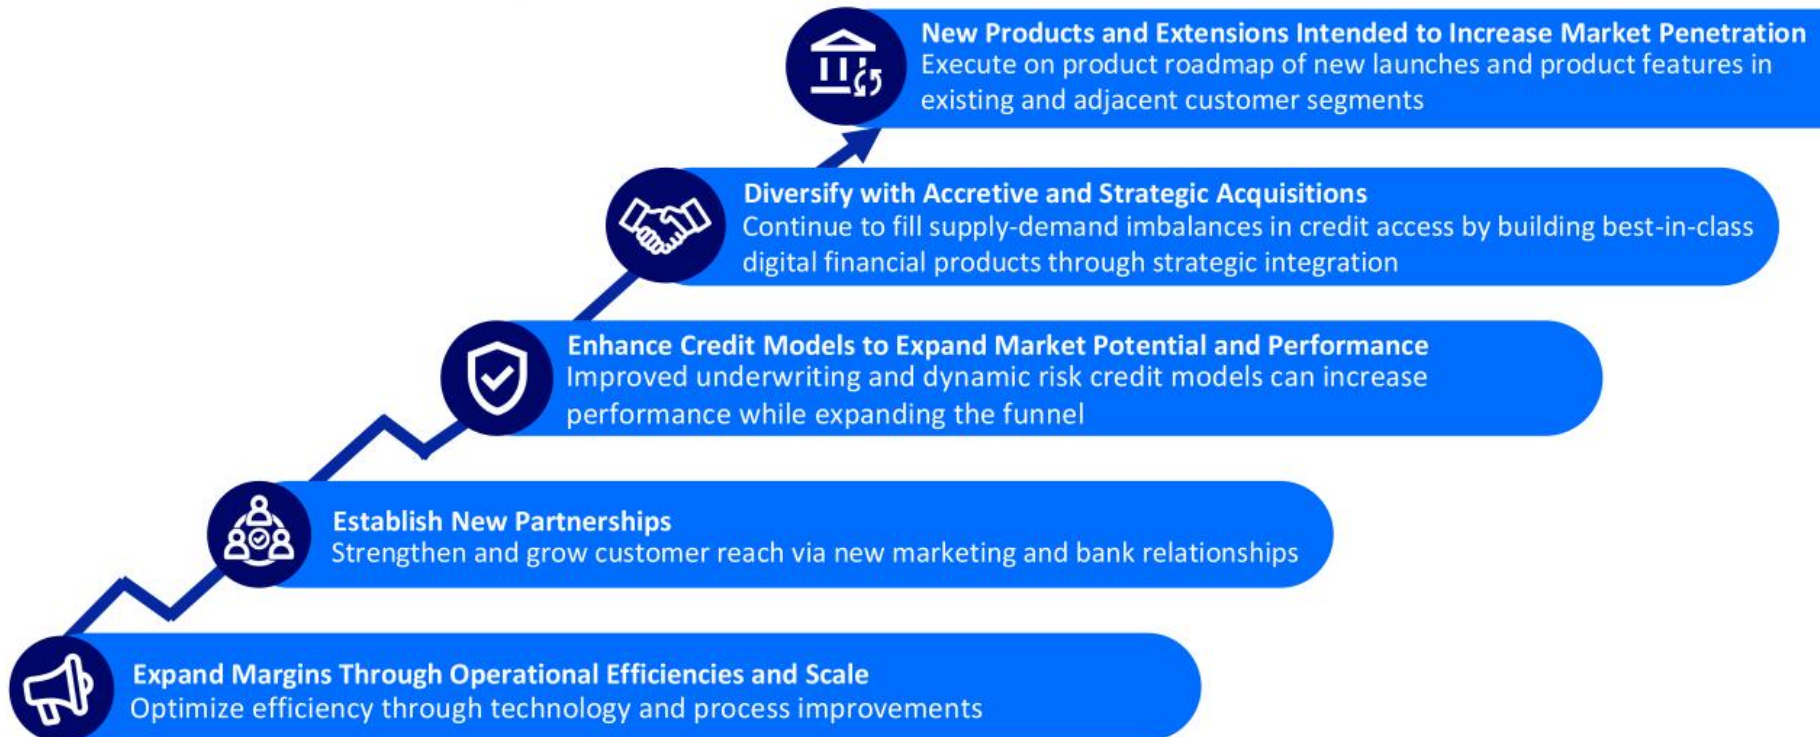 New Products and Extensions Intended to Increase Market Penetration
Execute on product roadmap of new launches and product features in
existing and adjacent customer segments
Diversify with Accretive and Strategic Acquisitions
Continue to fill supply-demand imbalances in credit access by building best-in-class
digital financial products through strategic integration
Enhance Credit Models to Expand Market Potential and Performance
Improved underwriting and dynamic risk credit models can increase
performance while expanding the funnel
Establish New Partnerships
Strengthen and grow customer reach via new marketing and bank relationships
Expand Margins Through Operational Efficiencies and Scale
Optimize efficiency through technology and process improvements